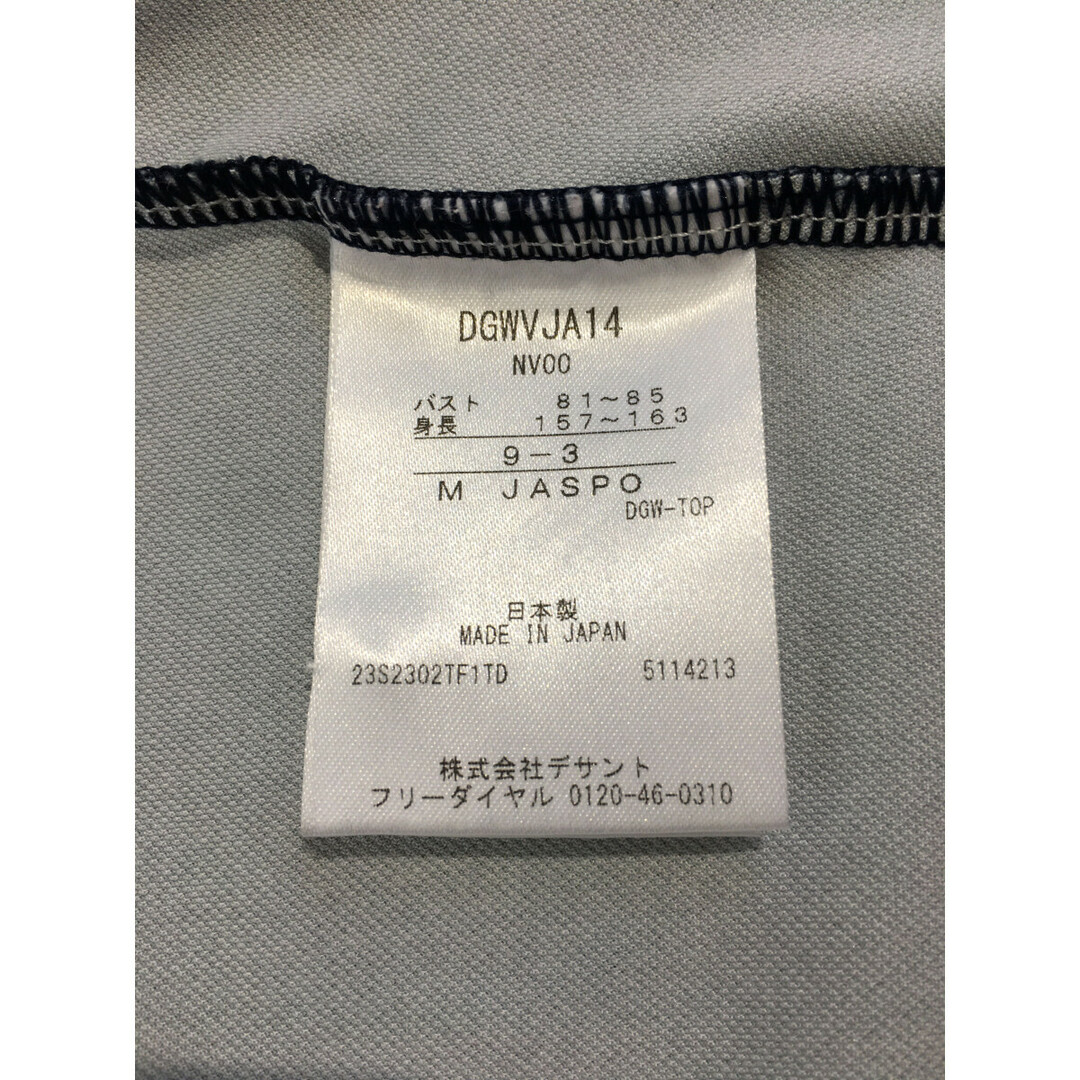 DGWVJA14
NV00
バスト 81～85
身長 157～163
9-3
M JASPO
DGW-TOP
日本製
MADE IN JAPAN
23S2302TF1TD 5114213
株式会社デサント
フリーダイヤル 0120-46-0310